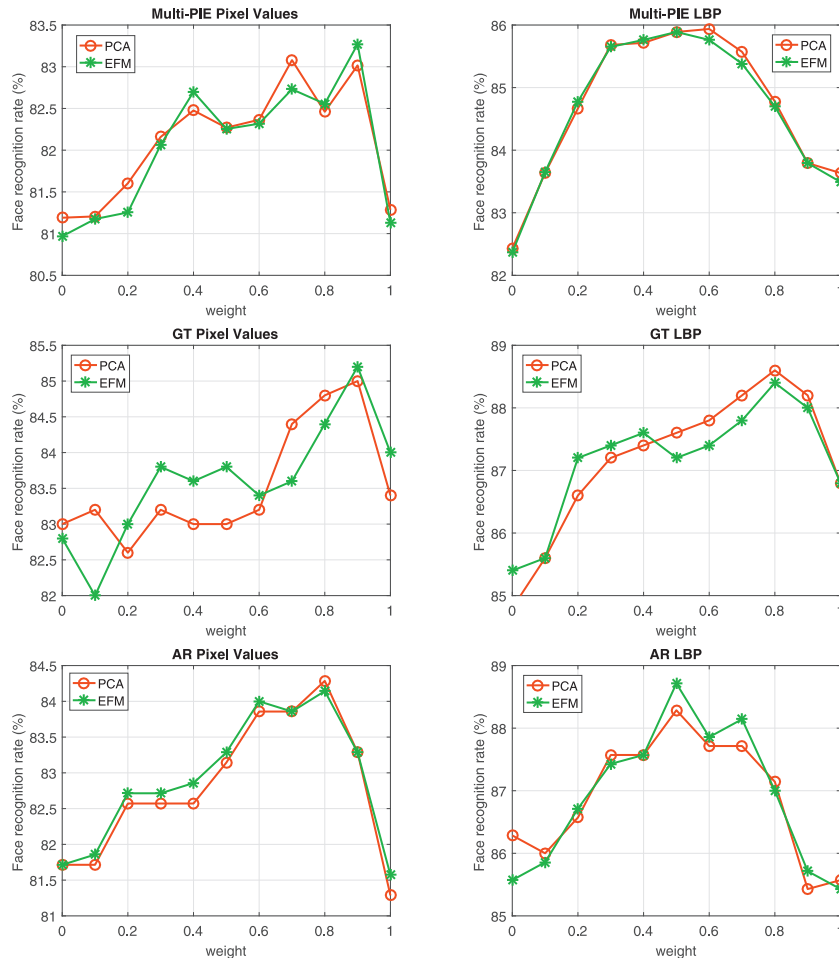 Multi-PIE Pixel Values
Face recognition rate (%)
83.5
83
82.5
82
81.5
81
80.5
PCA
EFM
0 0.2 0.4 0.6 0.8 1
weight
Multi-PIE LBP
Face recognition rate (%)
86
85
84
83
82
PCA
EFM
0 0.2 0.4 0.6 0.8 1
weight
GT Pixel Values
Face recognition rate (%)
85.5
85
84.5
84
83.5
83
82.5
82
PCA
EFM
0 0.2 0.4 0.6 0.8 1
weight
GT LBP
Face recognition rate (%)
89
88
87
86
85
PCA
EFM
0 0.2 0.4 0.6 0.8 1
weight
AR Pixel Values
Face recognition rate (%)
84.5
84
83.5
83
82.5
82
81.5
81
PCA
EFM
0 0.2 0.4 0.6 0.8 1
weight
AR LBP
Face recognition rate (%)
89
88
87
86
85
PCA
EFM
0 0.2 0.4 0.6 0.8 1
weight